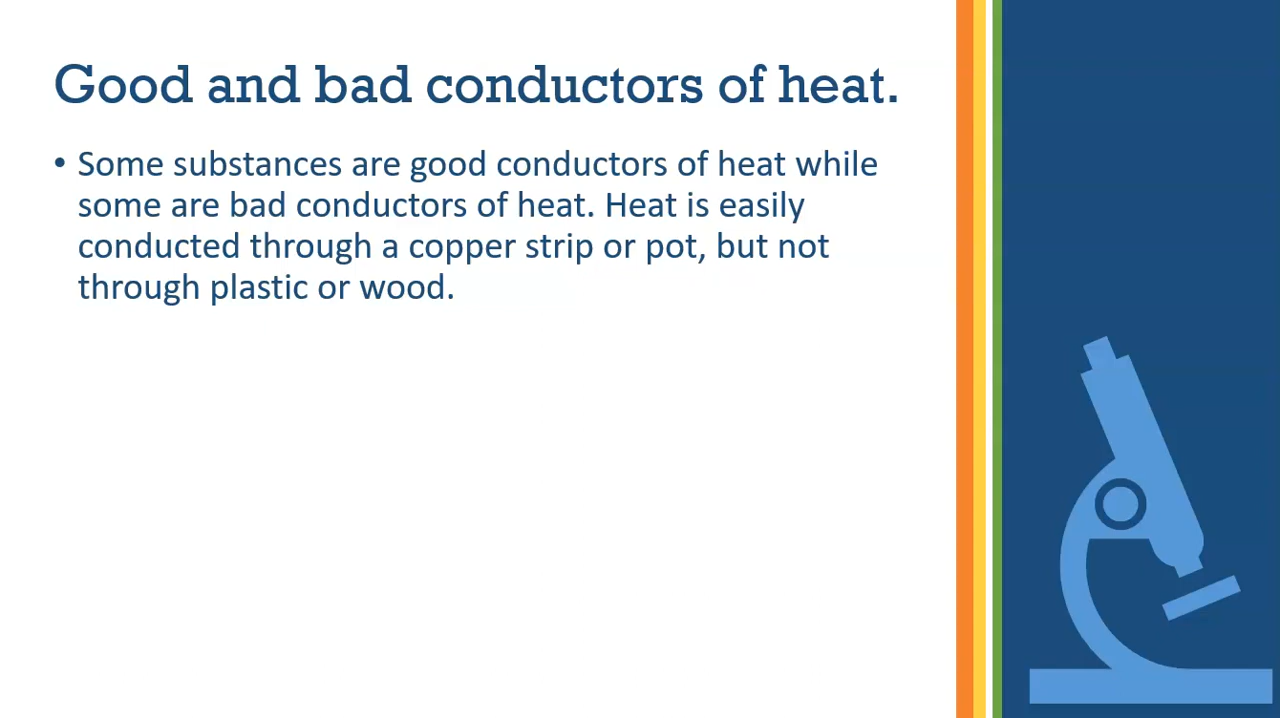 Good and bad conductors of heat.
• Some substances are good conductors of heat while
some are bad conductors of heat. Heat is easily
conducted through a copper strip or pot, but not
through plastic or wood.